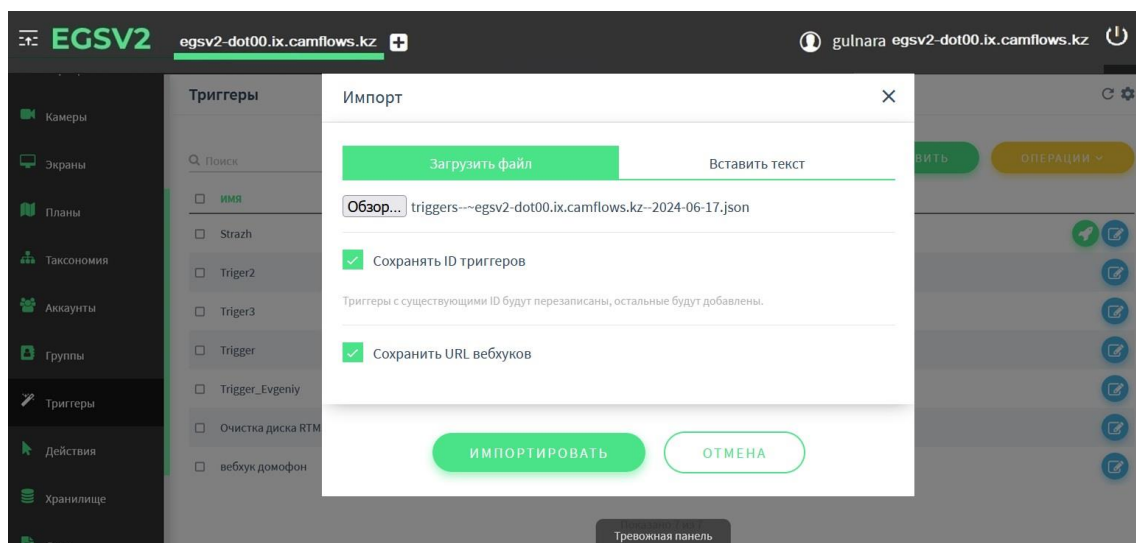 EGSV2
egsv2-dot00.ix.camflows.kz
gulnara egsv2-dot00.ix.camflows.kz
Камеры
Экраны
Планы
Таксономия
Аккаунты
Группы
Триггеры
Действия
Хранилище
Триггеры
Поиск
ВИТЬ
ОПЕРАЦИИ
ИМЯ
Strazh
Triger2
Triger3
Trigger
Trigger_Evgeniy
Очистка диска RTM
вебхук домофон
Импорт
Загрузить файл
Вставить текст
Обзор... triggers--~egsv2-dot00.ix.camflows.kz--2024-06-17.json
Сохранять ID триггеров
Триггеры с существующими ID будут перезаписаны, остальные будут добавлены.
Сохранить URL вебхуков
ИМПОРТИРОВАТЬ
ОТМЕНА
Тревожная панель